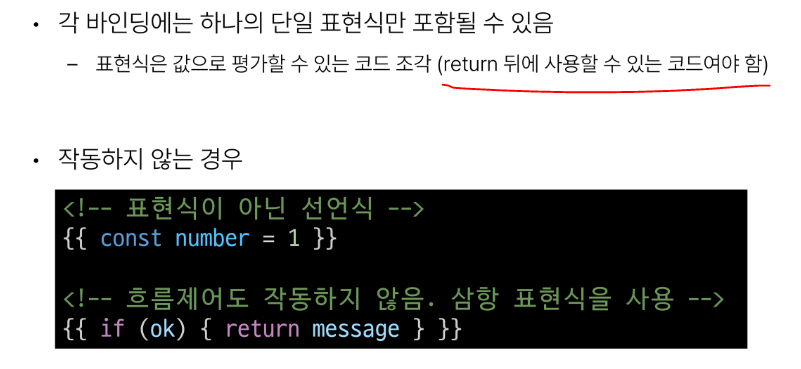 • 각 바인딩에는 하나의 단일 표현식만 포함될 수 있음
– 표현식은 값으로 평가할 수 있는 코드 조각 (return 뒤에 사용할 수 있는 코드여야 함)
• 작동하지 않는 경우
<!-- 표현식이 아닌 선언식 -->
{{ const number = 1 }}
<!-- 흐름제어도 작동하지 않음. 삼항 표현식을 사용 -->
{{ if (ok) { return message } }}